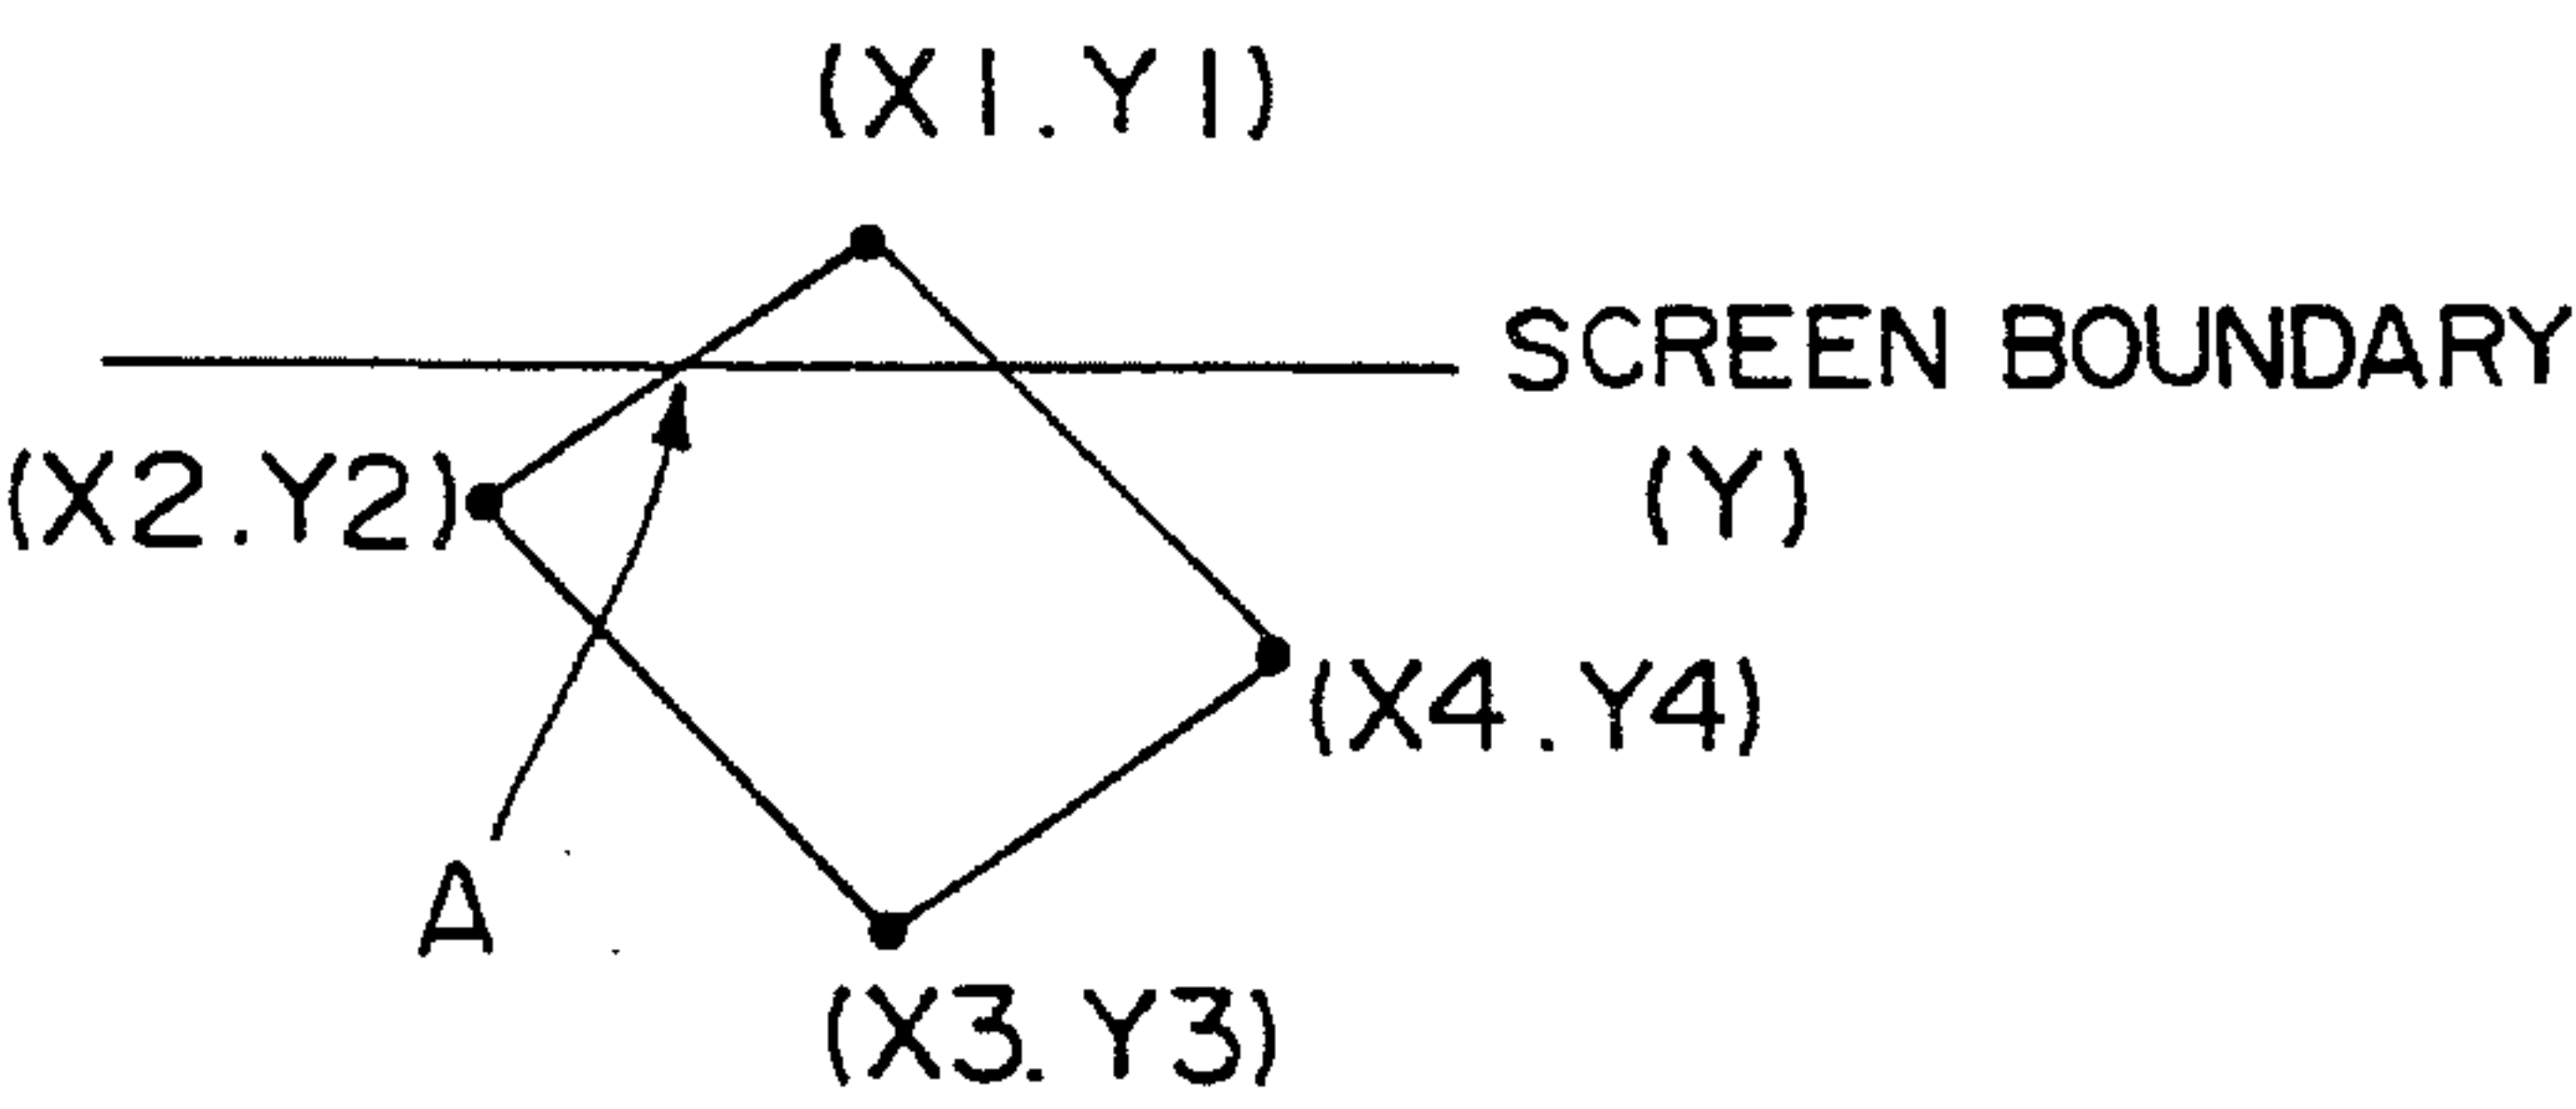 (X1.Y1)
SCREEN BOUNDARY
(Y)
(X2.Y2)
(X4.Y4)
A
(X3.Y3)